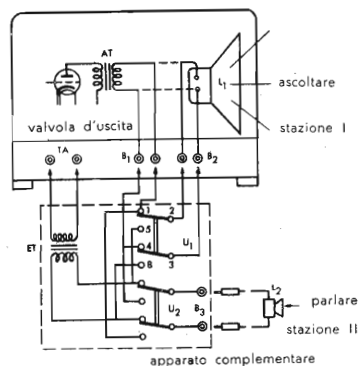 AT
L1
ascoltare
valvola d'uscita
stazione I
TA
B1
B2
1
2
5
U1
4
ET
3
8
L2
U2
B3
parlare
stazione II
apparato complementare